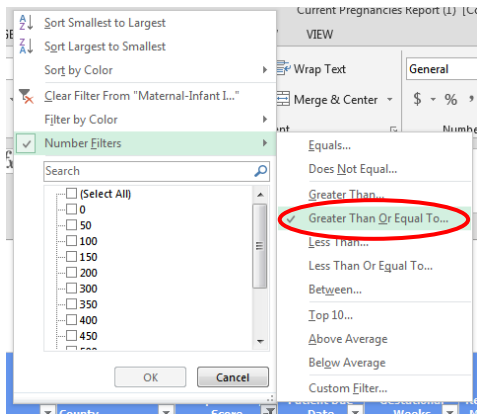 Current Pregnancies Report (1) [Co
VIEW
Sort Smallest to Largest
Sort Largest to Smallest
Sort by Color
Clear Filter From "Maternal-Infant I..."
Filter by Color
Number Filters
Search
(Select All)
0
50
100
150
200
300
350
400
450
500
OK
Cancel
Wrap Text
General
Merge & Center
$ % ,
Equals...
Does Not Equal...
Greater Than...
Greater Than Or Equal To...
Less Than...
Less Than Or Equal To...
Between...
Top 10...
Above Average
Below Average
Custom Filter...
County
Score
Date
Weeks